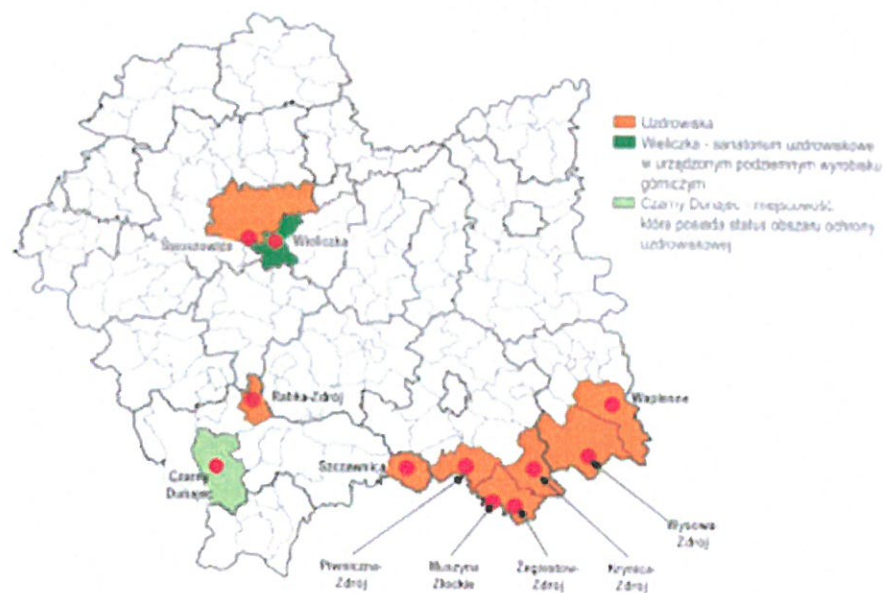 Uzdrowiska
Wieliczka - sanatorium uzdrowiskowe
w urządzonym podziemnym wyrobisku
górniczym
Czarny Dunajec - miejscowość,
która posiada status obszaru ochrony
uzdrowiskowej
Swoszowice
Wieliczka
Rabka-Zdrój
Wapienne
Szczawnica
Czarny
Dunajec
Wysowa-
Zdrój
Piwniczna-
Zdrój
Muszyna
Złockie
Żegiestów-
Zdrój
Krynica-
Zdrój